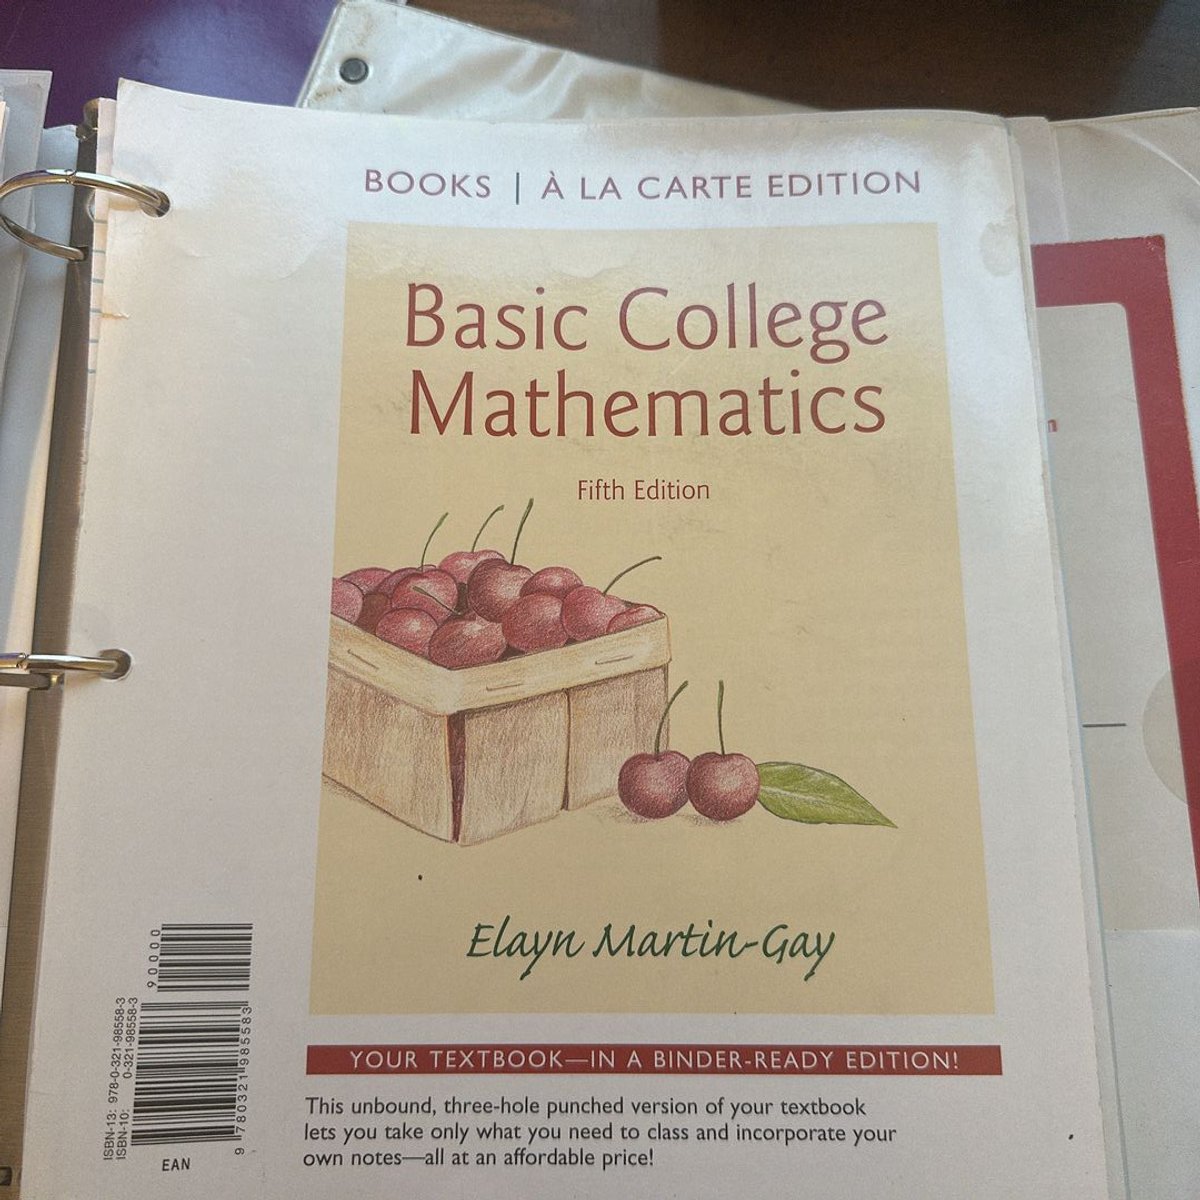 BOOKS | À LA CARTE EDITION
Basic College
Mathematics
Fifth Edition
Elayn Martin-Gay
YOUR TEXTBOOK—IN A BINDER-READY EDITION!
This unbound, three-hole punched version of your textbook
lets you take only what you need to class and incorporate your
own notes—all at an affordable price!
ISBN-13: 978-0-321-98558-3
ISBN-10: 0-321-98558-3
90000
9 780321 985583
EAN